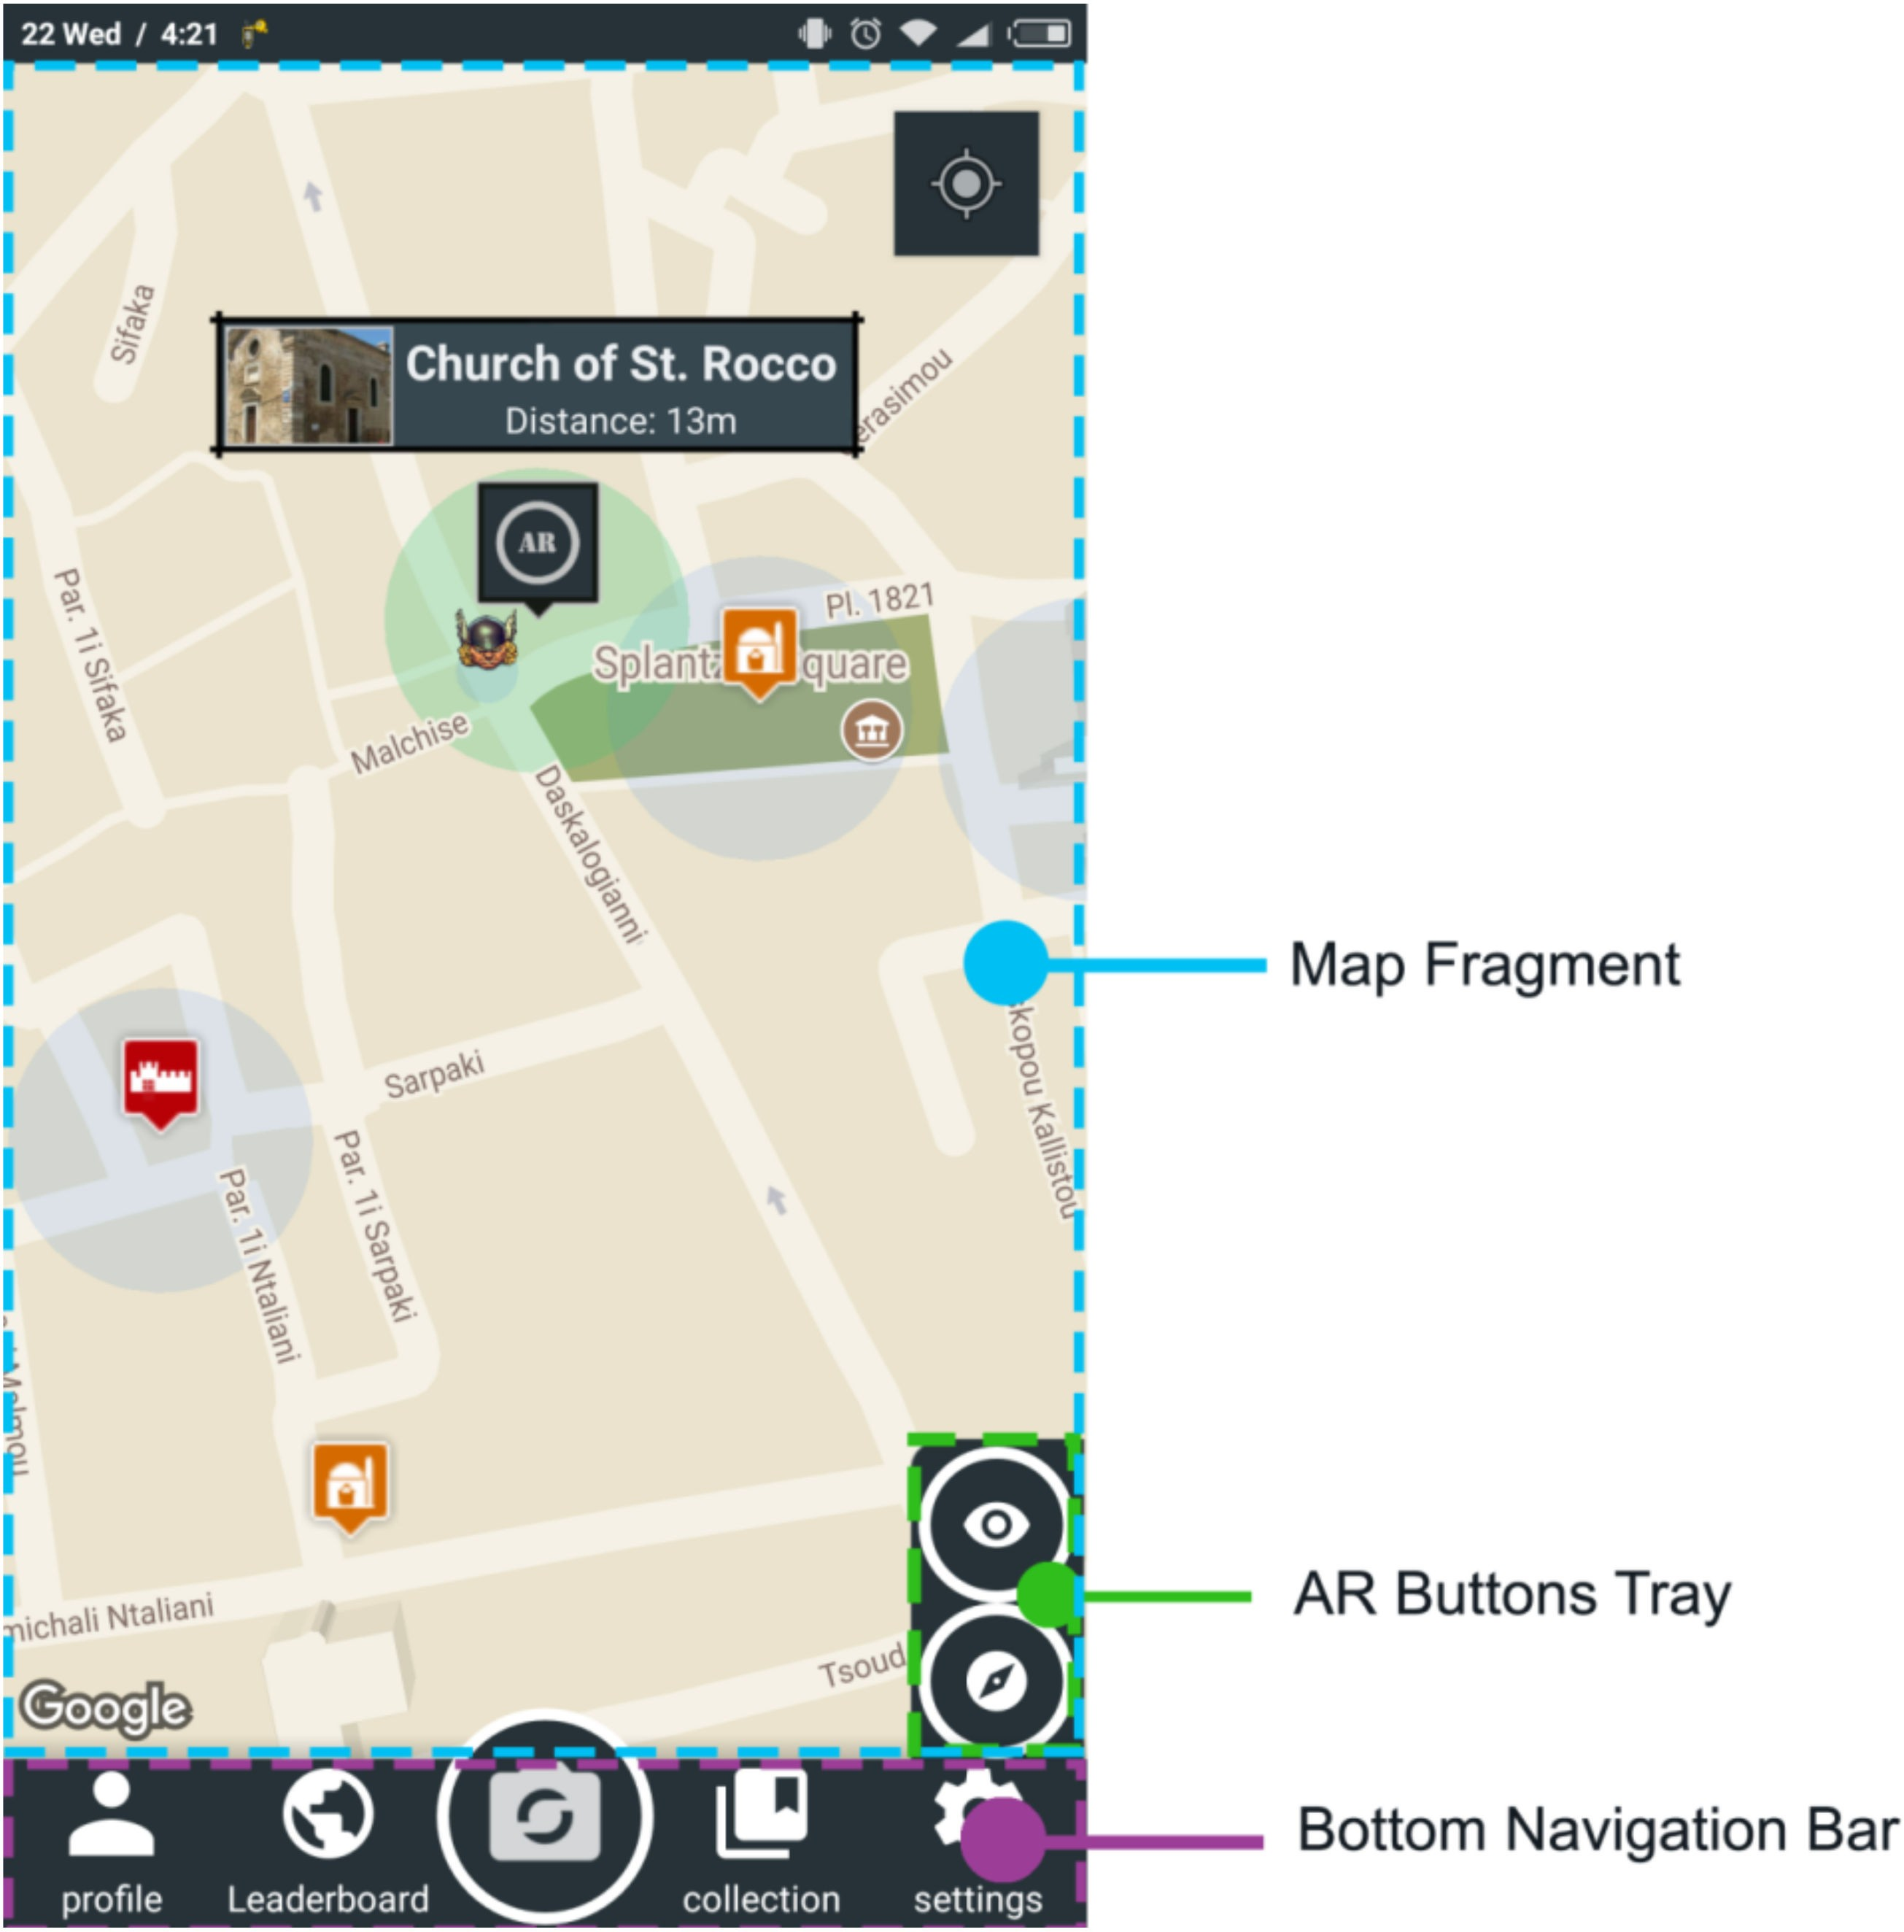 22 Wed / 4:21
Sifaka
Church of St. Rocco
Distance: 13m
erasimou
AR
Par. 1i Sifaka
Pl. 1821
Splantz quare
Malchise
Daskalogianni
Map Fragment
kopou Kallistou
Sarpaki
Par. 1i Sarpaki
Par. 1i Ntaliani
Malmou
michali Ntaliani
AR Buttons Tray
Tsoud
Google
Bottom Navigation Bar
profile
Leaderboard
collection
settings